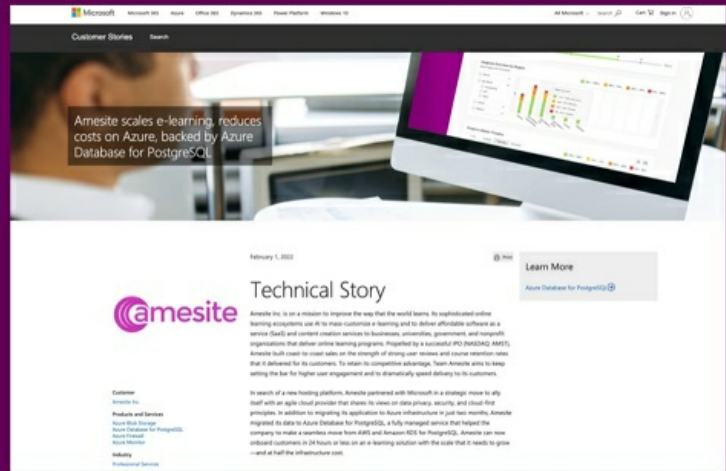 Microsoft Microsoft 365 Azure Office 365 Dynamics 365 Power Platform Windows 10 All Microsoft Search Cart Sign in
Customer Stories Search
Amesite scales e-learning, reduces
costs on Azure, backed by Azure
Database for PostgreSQL
February 1, 2022 Print
Learn More
Azure Database for PostgreSQL
Technical Story
amesite
Amesite Inc. is on a mission to improve the way that the world learns. Its sophisticated online
learning ecosystems use AI to mass-customize e-learning and to deliver affordable software as a
service (SaaS) and content creation services to businesses, universities, government, and nonprofit
organizations that deliver online learning programs. Propelled by a successful IPO (NASDAQ: AMST),
Amesite built coast-to-coast sales on the strength of strong user reviews and course retention rates
that it delivered for its customers. To retain its competitive advantage, Team Amesite aims to keep
setting the bar for higher user engagement and to dramatically speed delivery to its customers.
In search of a new hosting platform, Amesite partnered with Microsoft in a strategic move to ally
itself with an agile cloud provider that shares its views on data privacy, security, and cloud-first
principles. In addition to migrating its application to Azure infrastructure in just two months, Amesite
migrated its data to Azure Database for PostgreSQL, a fully managed service that helped the
company to make a seamless move from AWS and Amazon RDS for PostgreSQL. Amesite can now
onboard customers in 24 hours or less on an e-learning solution with the scale that it needs to grow
—and at half the infrastructure cost.
Customer
Amesite Inc.
Products and Services
Azure Blob Storage
Azure Database for PostgreSQL
Azure Firewall
Azure Monitor
Industry
Professional Services